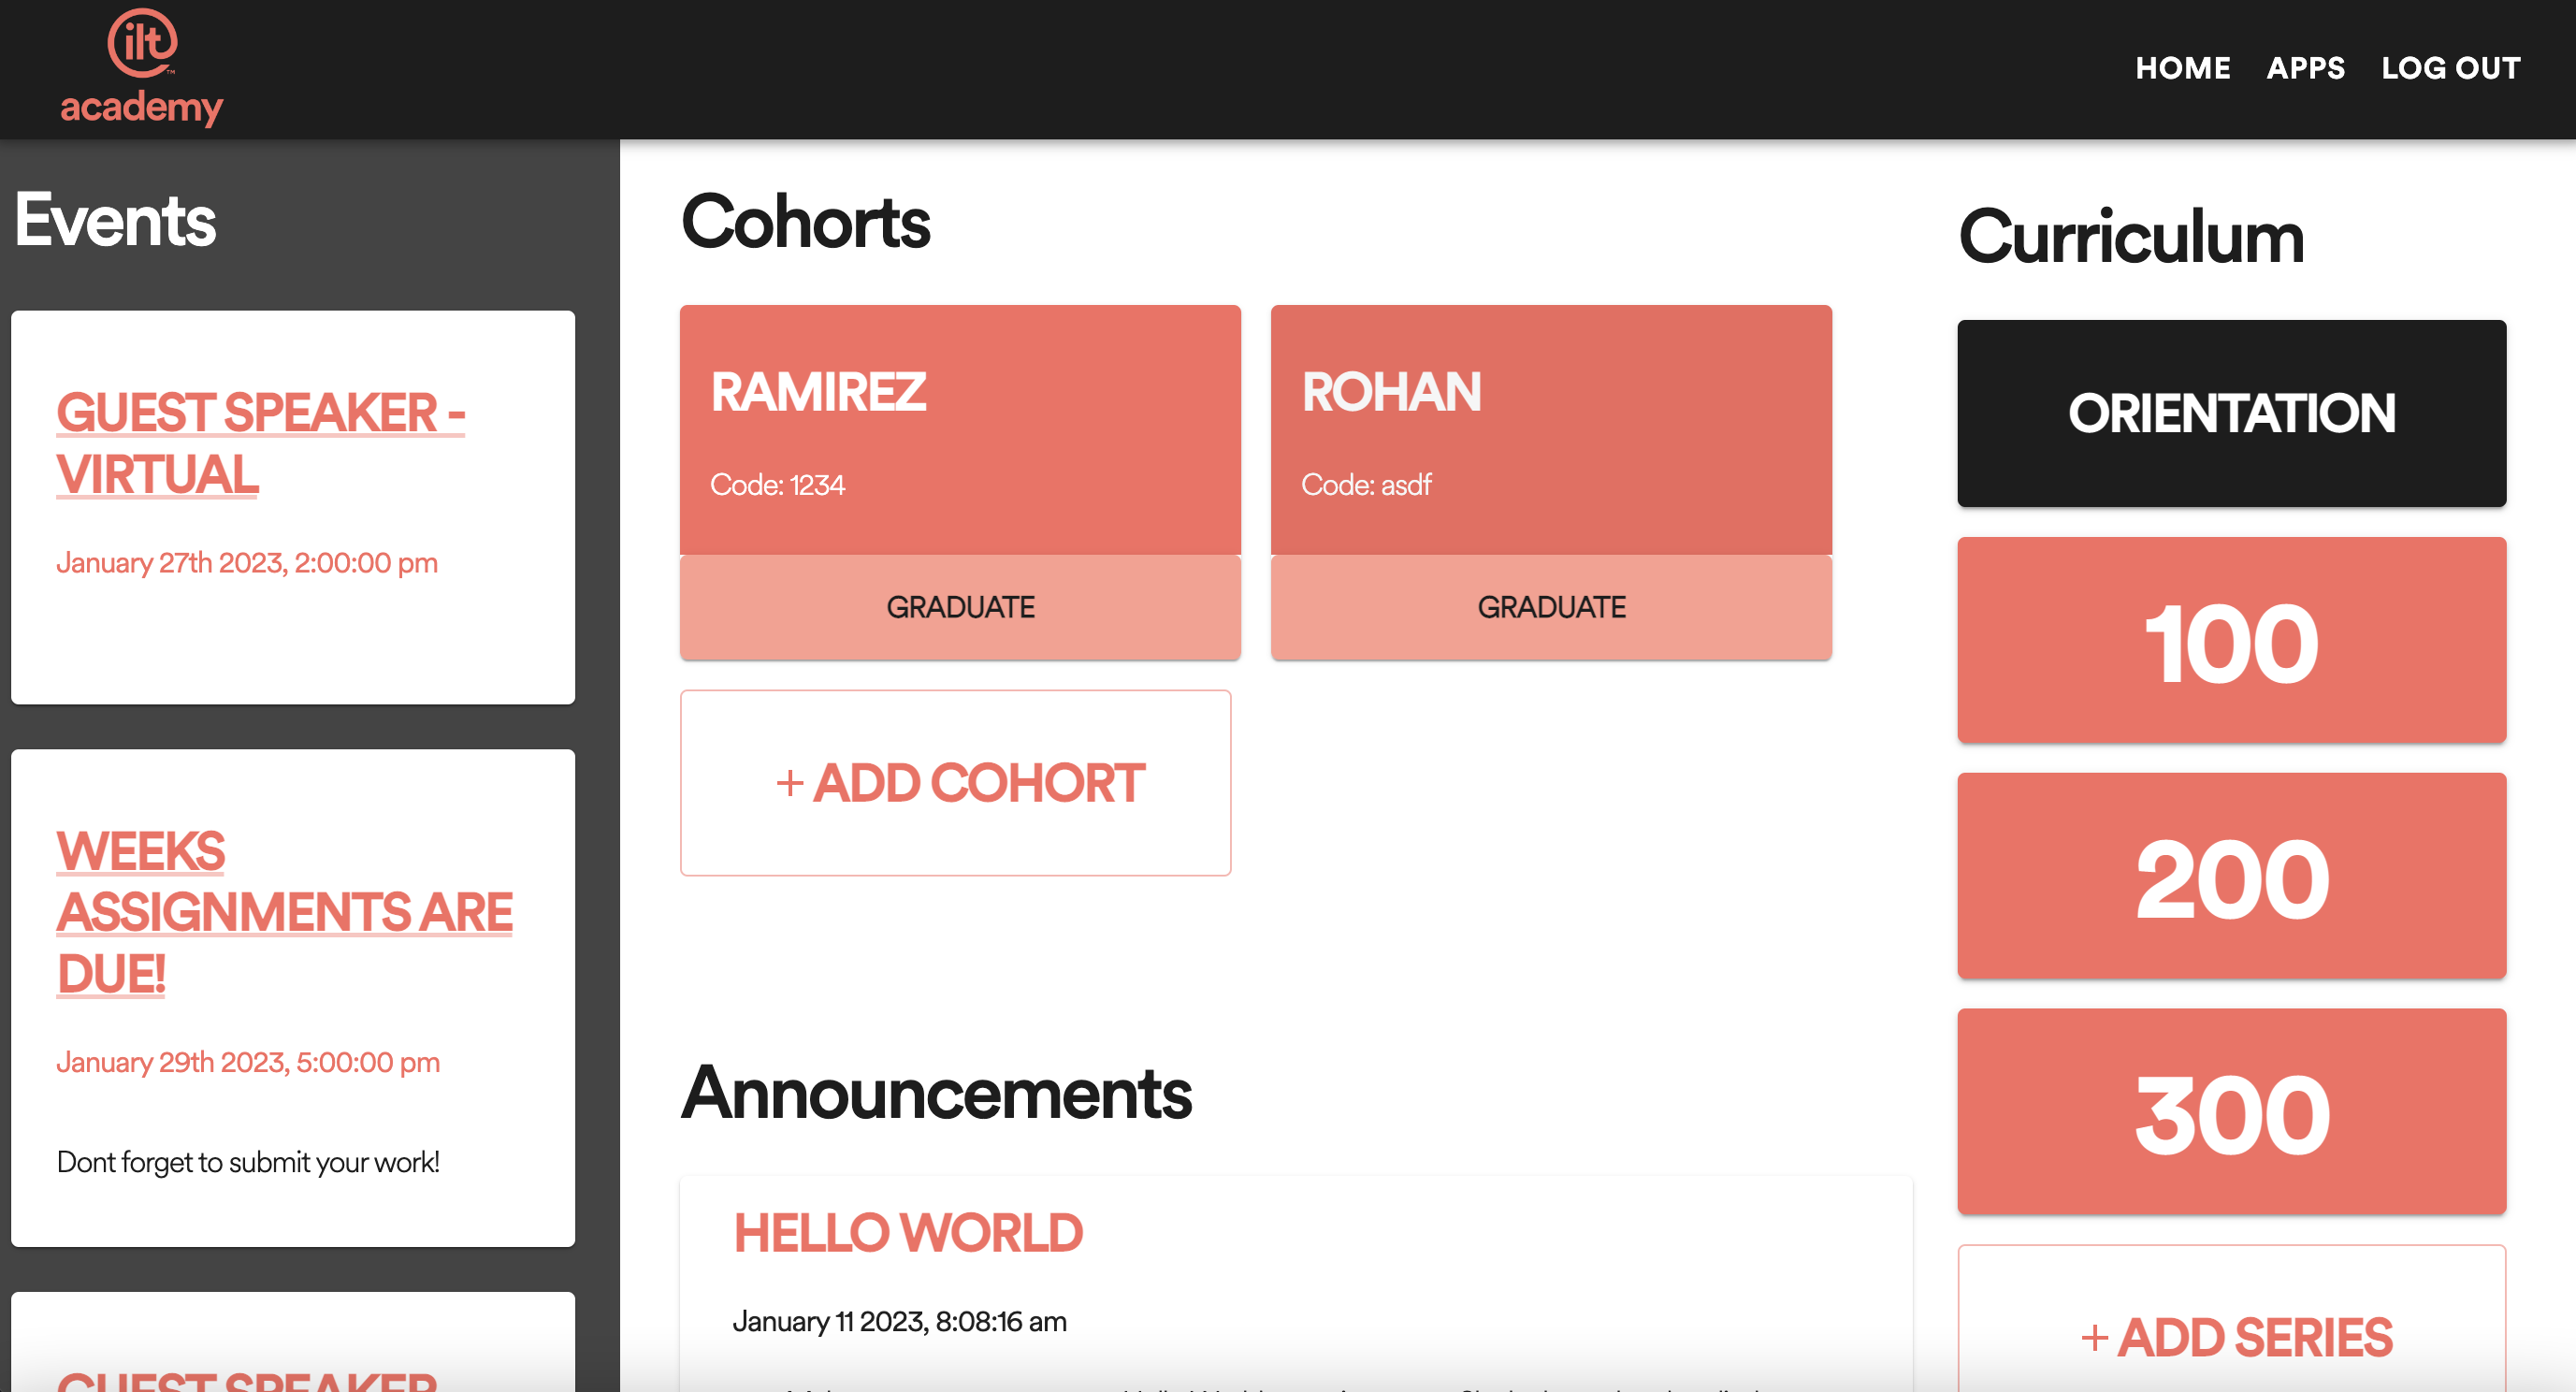 ilt
TM
academy
HOME APPS LOG OUT
Events
GUEST SPEAKER -
VIRTUAL
January 27th 2023, 2:00:00 pm
WEEKS
ASSIGNMENTS ARE
DUE!
January 29th 2023, 5:00:00 pm
Dont forget to submit your work!
GUEST SPEAKER
Cohorts
RAMIREZ
Code: 1234
GRADUATE
ROHAN
Code: asdf
GRADUATE
+ ADD COHORT
Announcements
HELLO WORLD
January 11 2023, 8:08:16 am
Curriculum
ORIENTATION
100
200
300
+ ADD SERIES